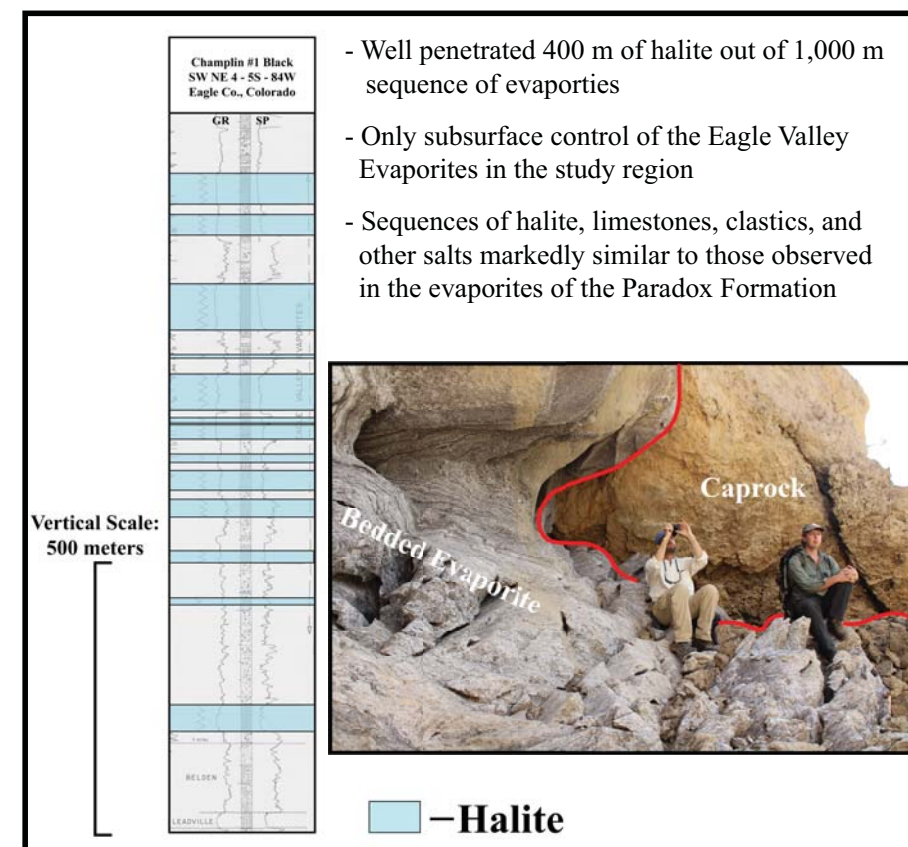 Champlin #1 Black
SW NE 4 - 5S - 84W
Eagle Co., Colorado
GR SP
- Well penetrated 400 m of halite out of 1,000 m
sequence of evaporties
- Only subsurface control of the Eagle Valley
Evaporites in the study region
- Sequences of halite, limestones, clastics, and
other salts markedly similar to those observed
in the evaporites of the Paradox Formation
VALLEY EVAPORITES
Vertical Scale:
500 meters
Caprock
Bedded Evaporite
BELDEN
LEADVILLE
–Halite